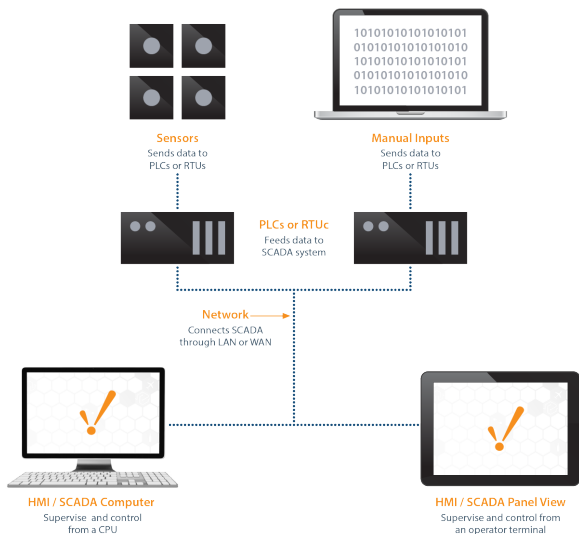 10101010101010101
01010101010101010
10101010101010101
01010101010101010
10101010101010101
Sensors
Sends data to
PLCs or RTUs
Manual Inputs
Sends data to
PLCs or RTUs
PLCs or RTUc
Feeds data to
SCADA system
Network
Connects SCADA
through LAN or WAN
HMI / SCADA Computer
Supervise and control
from a CPU
HMI / SCADA Panel View
Supervise and control from
an operator terminal